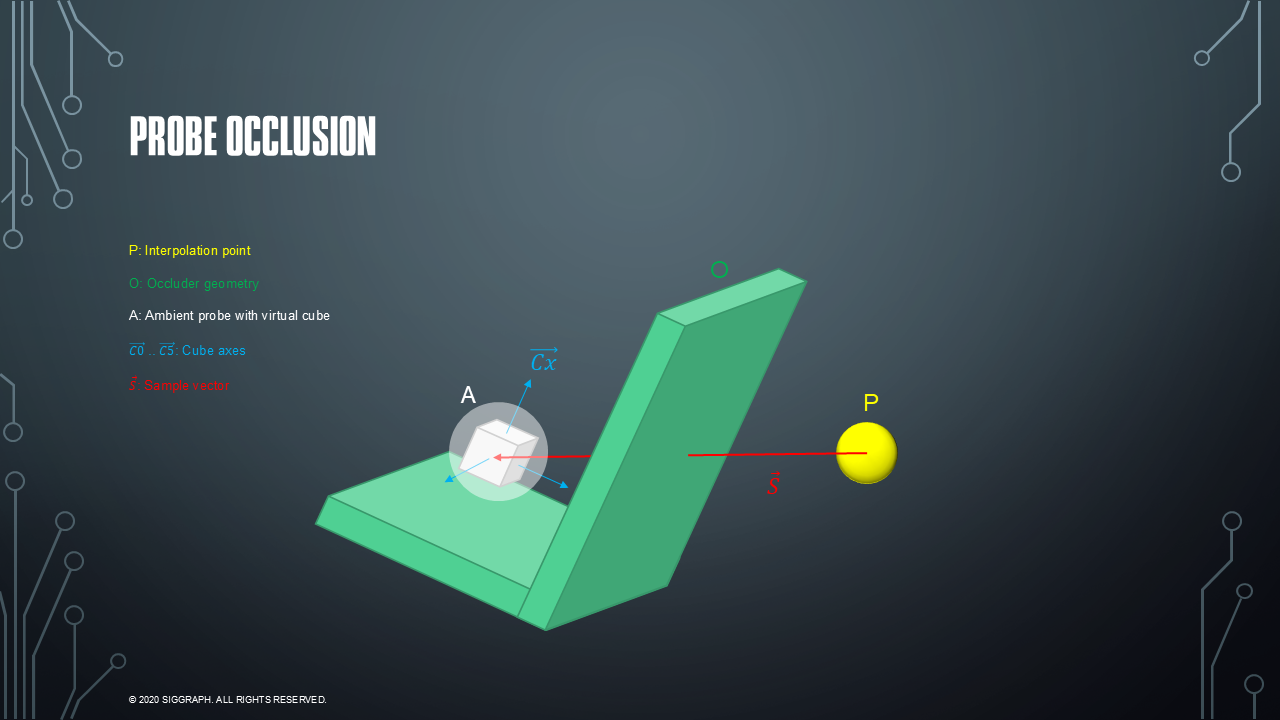 PROBE OCCLUSION
P: Interpolation point
O: Occluder geometry
A: Ambient probe with virtual cube
C0 .. C5: Cube axes
S: Sample vector
O
Cx
A
P
S
© 2020 SIGGRAPH. ALL RIGHTS RESERVED.